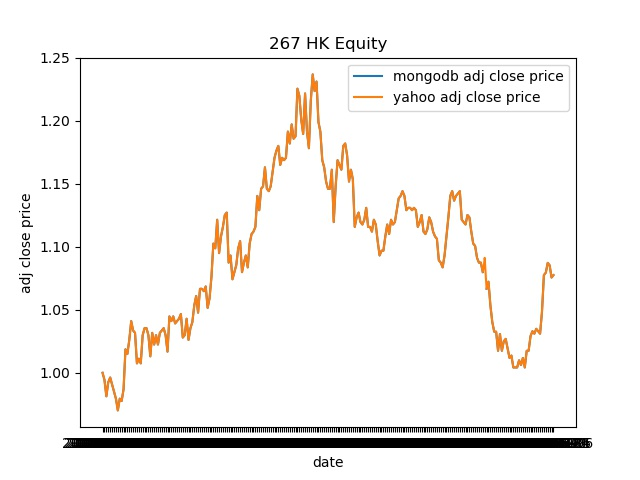 267 HK Equity
mongodb adj close price
yahoo adj close price
1.25
1.20
1.15
1.10
1.05
1.00
adj close price
date